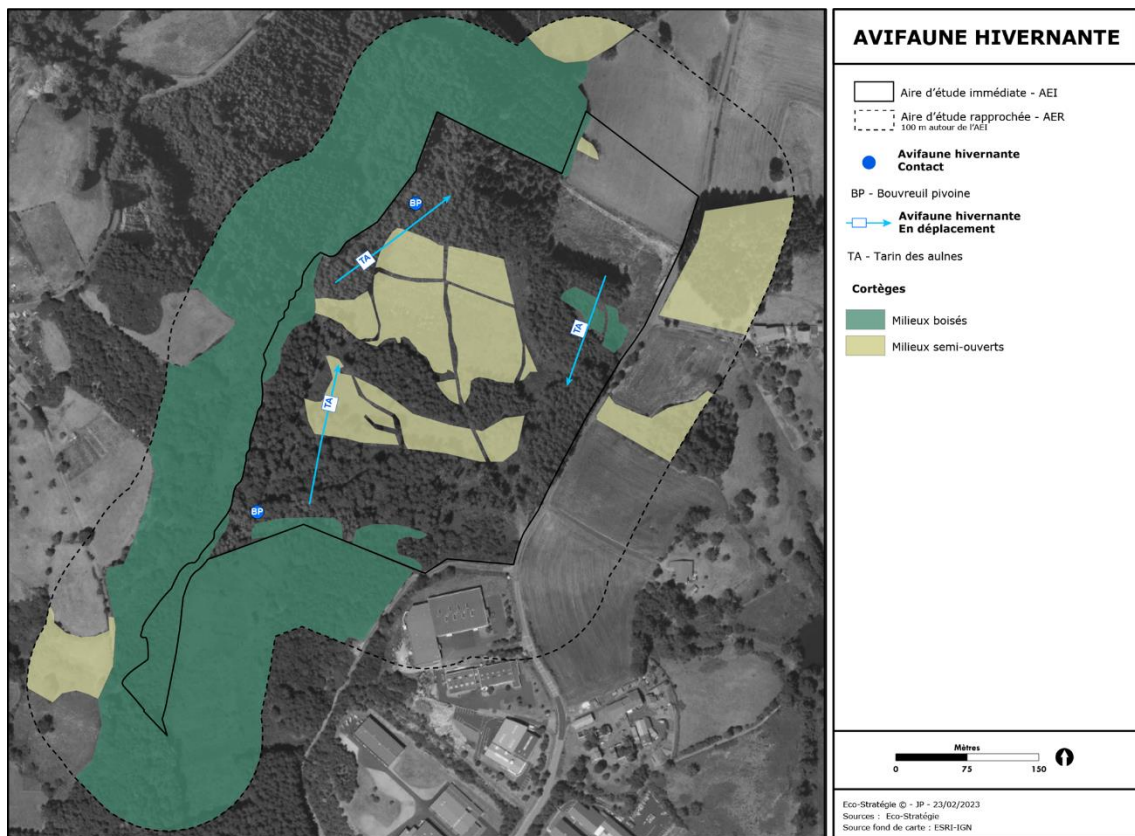 AVIFAUNE HIVERNANTE
Aire d'étude immédiate - AEI
Aire d'étude rapprochée - AER
100 m autour de l'AEI
Avifaune hivernante
Contact
BP - Bouvreuil pivoine
Avifaune hivernante
En déplacement
TA - Tarin des aulnes
Cortèges
Milieux boisés
Milieux semi-ouverts
BP
TA
TA
TA
BP
Mètres
0 75 150
Eco-Stratégie © - JP - 23/02/2023
Sources : Eco-Stratégie
Source fond de carte : ESRI-IGN